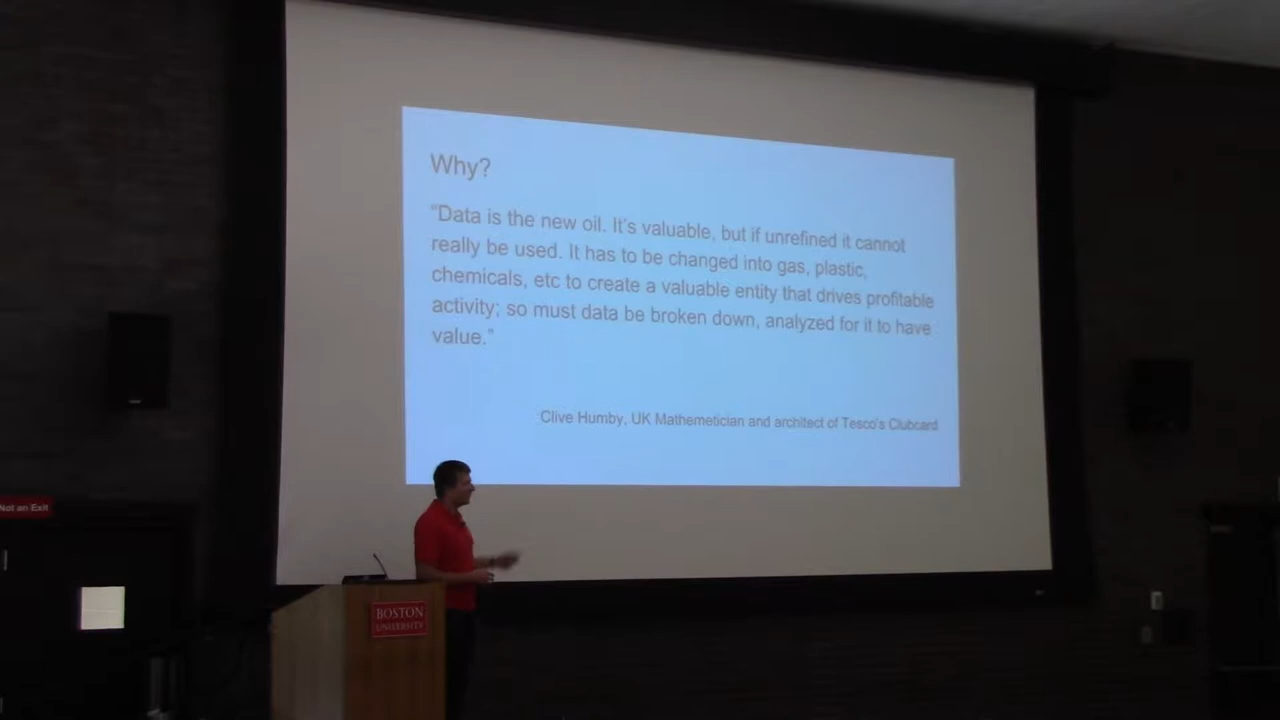 Why?
“Data is the new oil. It’s valuable, but if unrefined it cannot
really be used. It has to be changed into gas, plastic,
chemicals, etc to create a valuable entity that drives profitable
activity; so must data be broken down, analyzed for it to have
value.”
Clive Humby, UK Mathemetician and architect of Tesco’s Clubcard
Not an Exit
BOSTON
UNIVERSITY